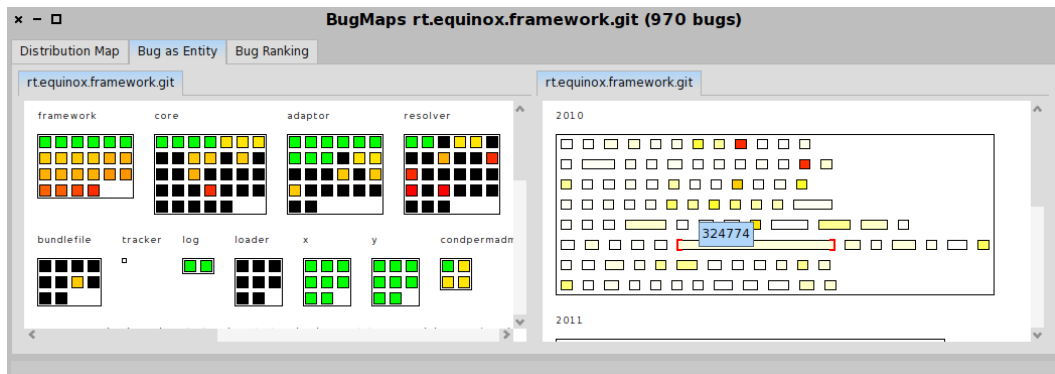 BugMaps rt.equinox.framework.git (970 bugs)
Distribution Map Bug as Entity Bug Ranking
rt.equinox.framework.git
framework core adaptor resolver
bundlefile tracker log loader x y condpermadm
rt.equinox.framework.git
2010
324774
2011